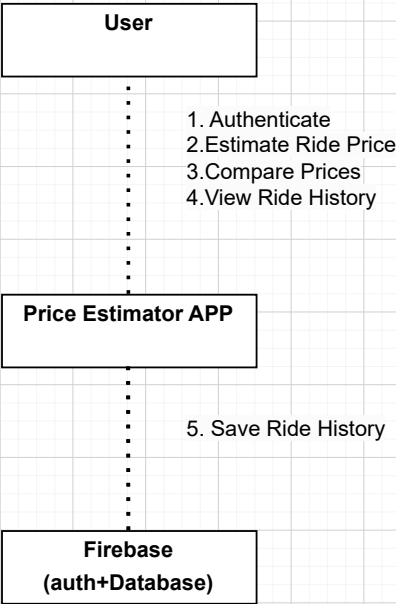 User
1. Authenticate
2.Estimate Ride Price
3.Compare Prices
4.View Ride History
Price Estimator APP
5. Save Ride History
Firebase
(auth+Database)